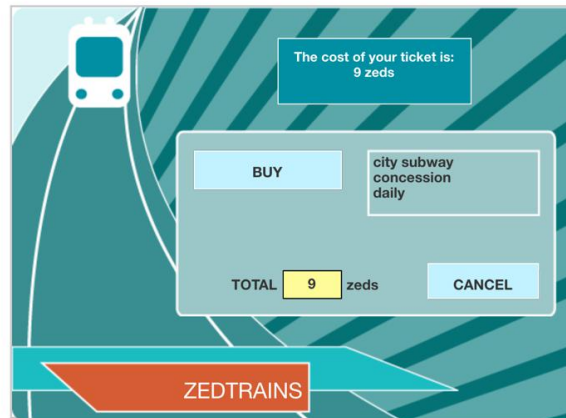 The cost of your ticket is:
9 zeds
BUY
city subway
concession
daily
TOTAL 9 zeds
CANCEL
ZEDTRAINS